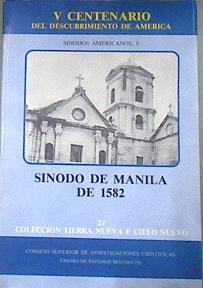 V CENTENARIO
DEL DESCUBRIMIENTO DE AMERICA
SINODOS AMERICANOS, 5
SINODO DE MANILA
DE 1582
27
COLECCION TIERRA NUEVA E CIELO NUEVO
CONSEJO SUPERIOR DE INVESTIGACIONES CIENTIFICAS
CENTRO DE ESTUDIOS HISTORICOS